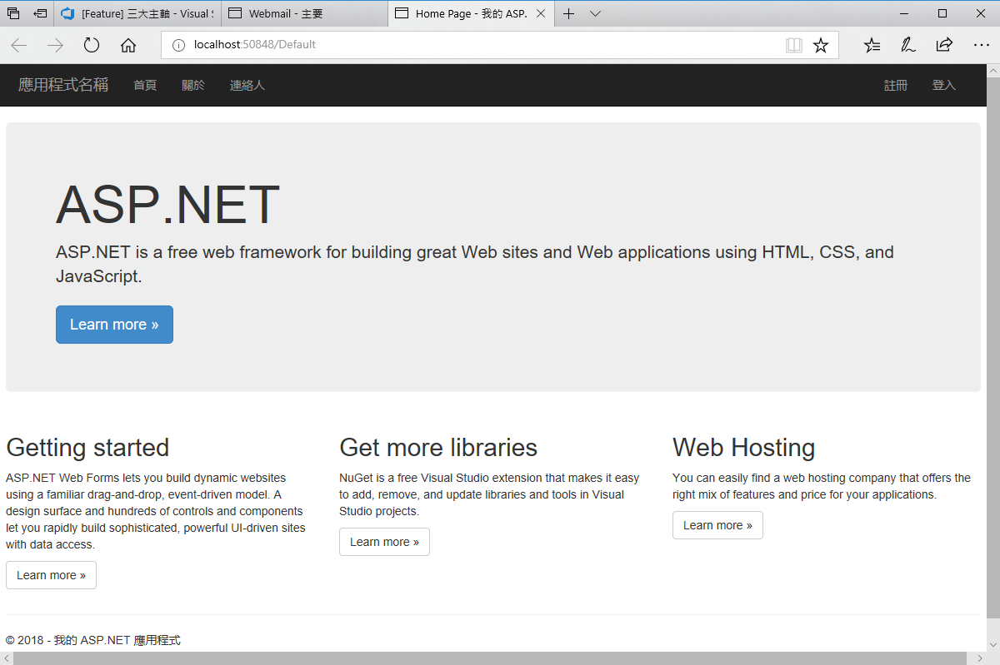 [Feature] 三大主軸 - Visual S
Webmail - 主要
Home Page - 我的 ASP.
localhost:50848/Default
應用程式名稱 首頁 關於 連絡人 註冊 登入
ASP.NET
ASP.NET is a free web framework for building great Web sites and Web applications using HTML, CSS, and
JavaScript.
Learn more »
Getting started
ASP.NET Web Forms lets you build dynamic websites
using a familiar drag-and-drop, event-driven model. A
design surface and hundreds of controls and components
let you rapidly build sophisticated, powerful UI-driven sites
with data access.
Learn more »
Get more libraries
NuGet is a free Visual Studio extension that makes it easy
to add, remove, and update libraries and tools in Visual
Studio projects.
Learn more »
Web Hosting
You can easily find a web hosting company that offers the
right mix of features and price for your applications.
Learn more »
© 2018 - 我的 ASP.NET 應用程式